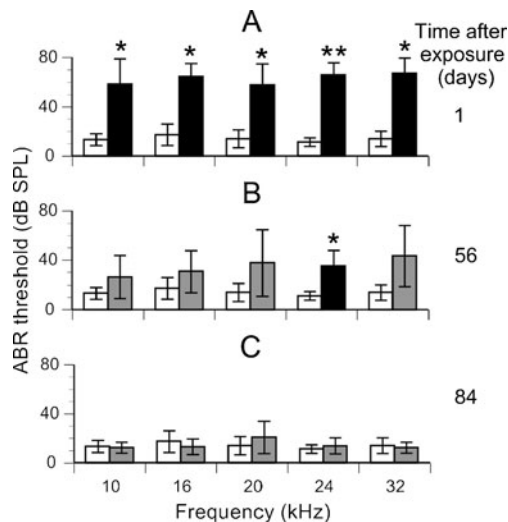 A
Time after
exposure
(days)
80
40
0
* * * ** *
1
B
80
40
0
*
56
C
80
40
0
84
ABR threshold (dB SPL)
10 16 20 24 32
Frequency (kHz)